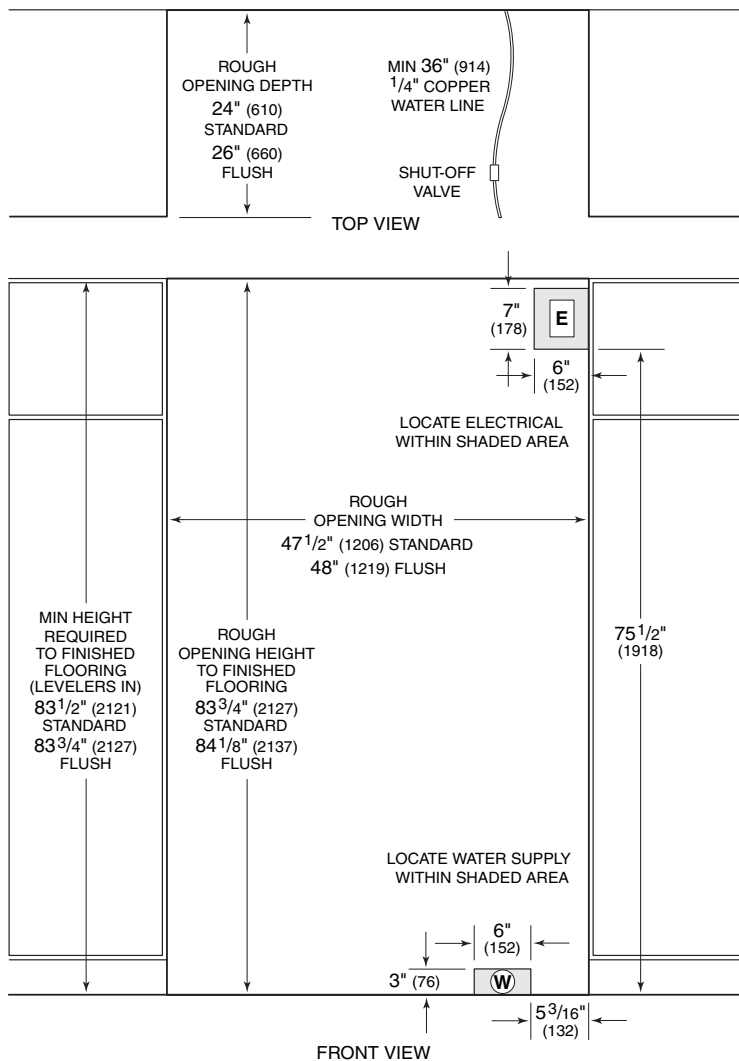 ROUGH
OPENING DEPTH
24" (610)
STANDARD
26" (660)
FLUSH
MIN 36" (914)
1/4" COPPER
WATER LINE
SHUT-OFF
VALVE
TOP VIEW
7"
(178)
E
6"
(152)
LOCATE ELECTRICAL
WITHIN SHADED AREA
ROUGH
OPENING WIDTH
47 1/2" (1206) STANDARD
48" (1219) FLUSH
MIN HEIGHT
REQUIRED
TO FINISHED
FLOORING
(LEVELERS IN)
83 1/2" (2121)
STANDARD
83 3/4" (2127)
FLUSH
ROUGH
OPENING HEIGHT
TO FINISHED
FLOORING
83 3/4" (2127)
STANDARD
84 1/8" (2137)
FLUSH
75 1/2"
(1918)
LOCATE WATER SUPPLY
WITHIN SHADED AREA
6"
(152)
3" (76)
W
5 3/16"
(132)
FRONT VIEW